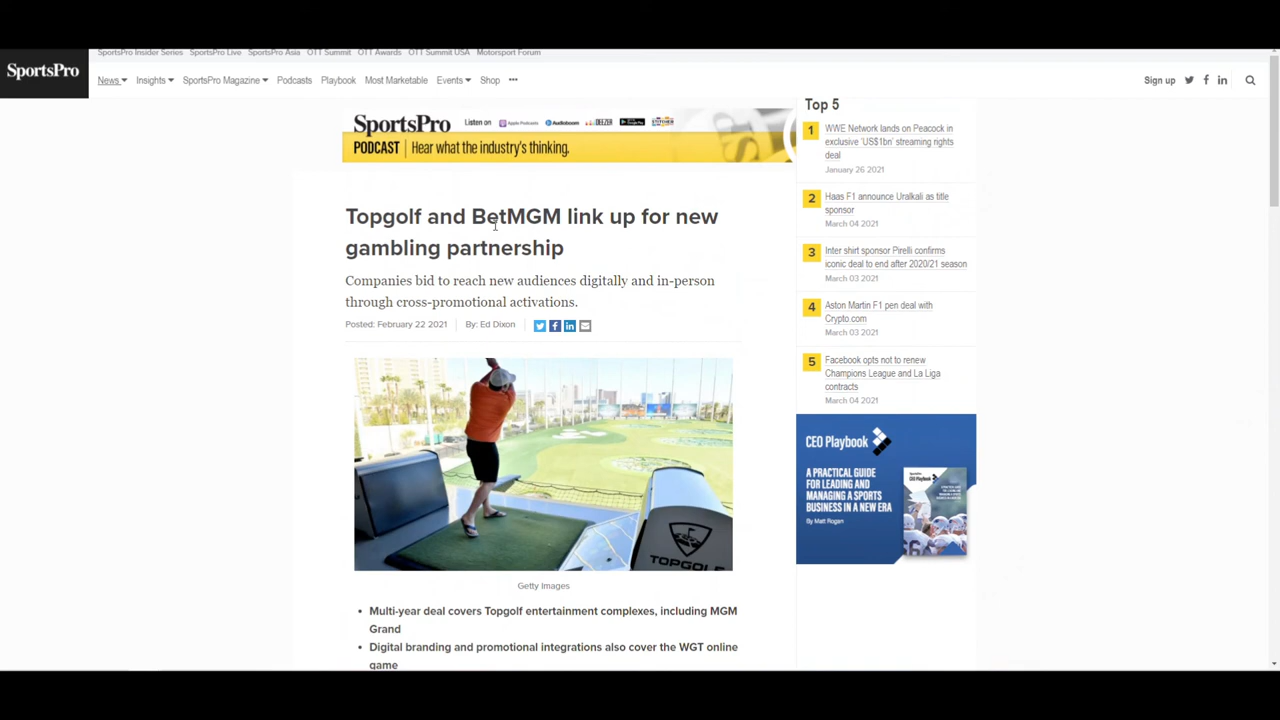 SportsPro Insider Series SportsPro Live SportsPro Asia OTT Summit OTT Awards OTT Summit USA Motorsport Forum
SportsPro
News Insights SportsPro Magazine Podcasts Playbook Most Marketable Events Shop ••• Sign up
SportsPro Listen on Apple Podcasts Audioboom DEEZER Google Play STITCHER
PODCAST | Hear what the industry's thinking.
Topgolf and BetMGM link up for new
gambling partnership
Companies bid to reach new audiences digitally and in-person
through cross-promotional activations.
Posted: February 22 2021 By: Ed Dixon
TOPGOLF
Getty Images
• Multi-year deal covers Topgolf entertainment complexes, including MGM
Grand
• Digital branding and promotional integrations also cover the WGT online
game
Top 5
1 WWE Network lands on Peacock in
exclusive 'US$1bn' streaming rights
deal
January 26 2021
2 Haas F1 announce Uralkali as title
sponsor
March 04 2021
3 Inter shirt sponsor Pirelli confirms
iconic deal to end after 2020/21 season
March 03 2021
4 Aston Martin F1 pen deal with
Crypto.com
March 03 2021
5 Facebook opts not to renew
Champions League and La Liga
contracts
March 04 2021
CEO Playbook
A PRACTICAL GUIDE
FOR LEADING AND
MANAGING A SPORTS
BUSINESS IN A NEW ERA
By Matt Rogan
CEO Playbook